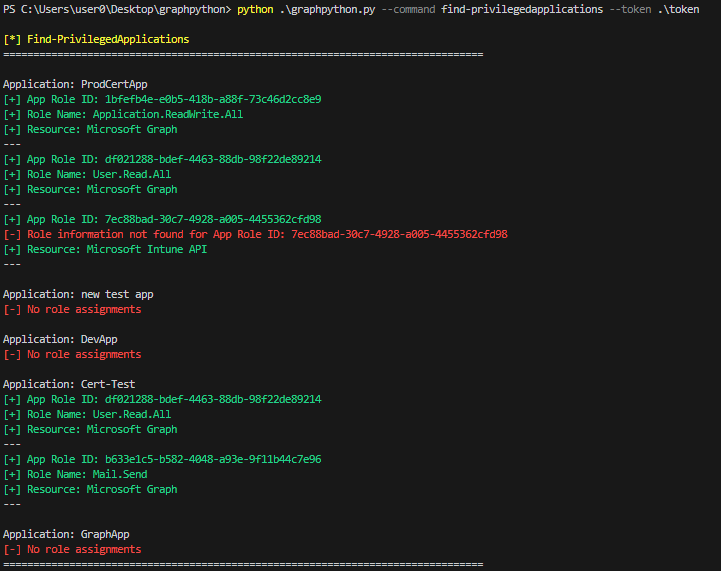 PS C:\Users\user0\Desktop\graphpython> python .\graphpython.py --command find-privilegedapplications --token .\token
[*] Find-PrivilegedApplications
================================================================================
Application: ProdCertApp
[+] App Role ID: 1bfefb4e-e0b5-418b-a88f-73c46d2cc8e9
[+] Role Name: Application.ReadWrite.All
[+] Resource: Microsoft Graph
---
[+] App Role ID: df021288-bdef-4463-88db-98f22de89214
[+] Role Name: User.Read.All
[+] Resource: Microsoft Graph
---
[+] App Role ID: 7ec88bad-30c7-4928-a005-4455362cfd98
[-] Role information not found for App Role ID: 7ec88bad-30c7-4928-a005-4455362cfd98
[+] Resource: Microsoft Intune API
---
Application: new test app
[-] No role assignments
Application: DevApp
[-] No role assignments
Application: Cert-Test
[+] App Role ID: df021288-bdef-4463-88db-98f22de89214
[+] Role Name: User.Read.All
[+] Resource: Microsoft Graph
---
[+] App Role ID: b633e1c5-b582-4048-a93e-9f11b44c7e96
[+] Role Name: Mail.Send
[+] Resource: Microsoft Graph
---
Application: GraphApp
[-] No role assignments
================================================================================